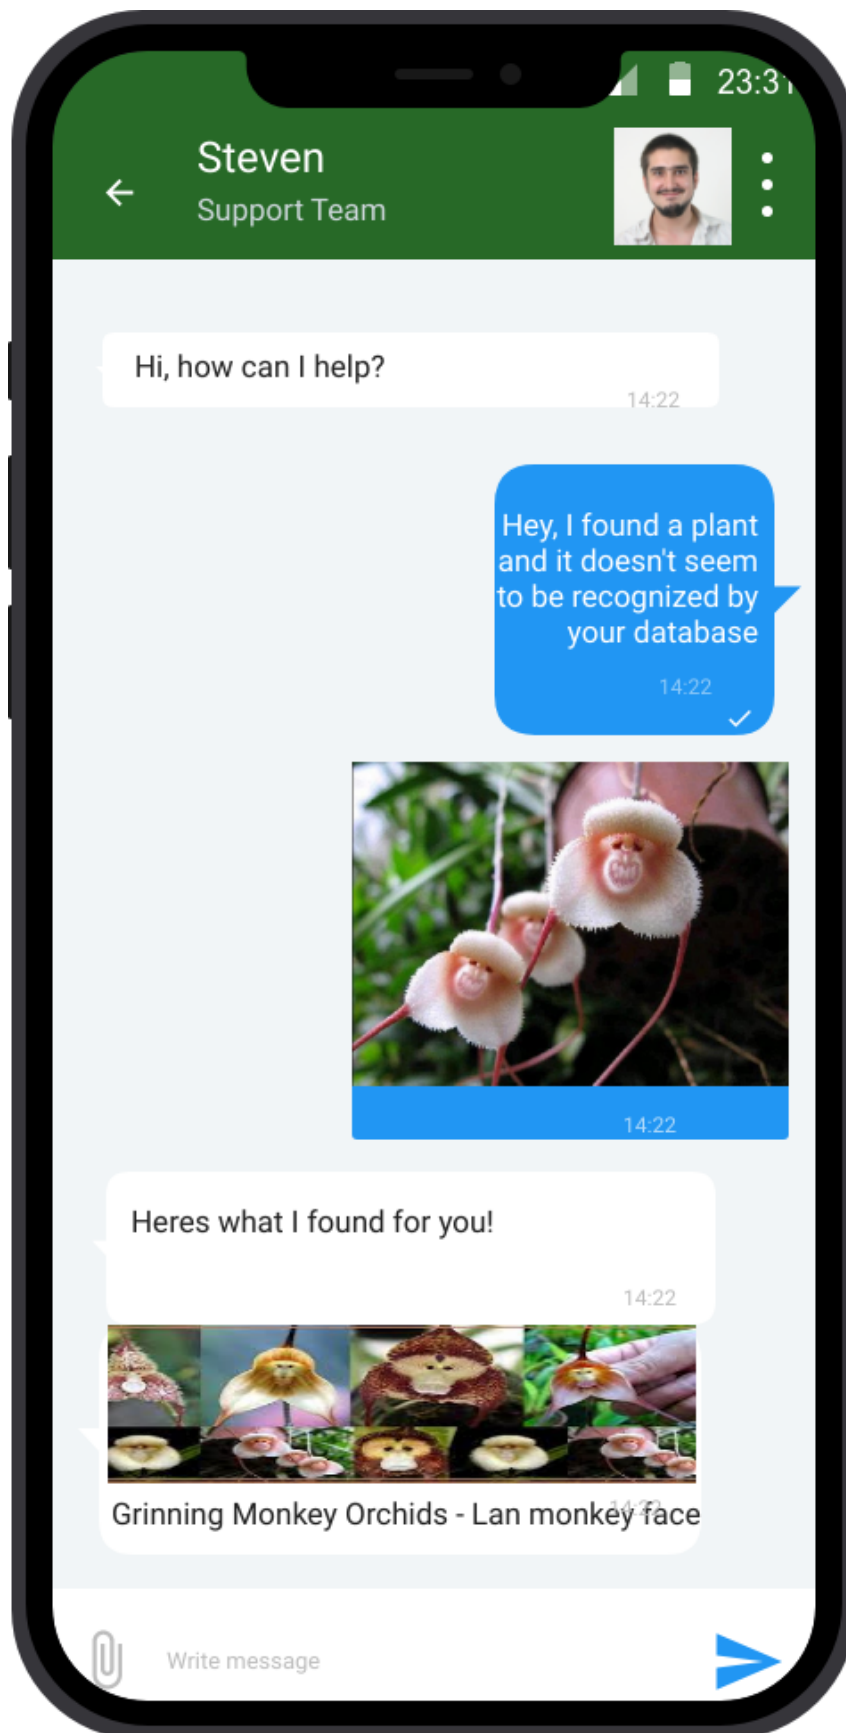 23:31
Steven
Support Team
Hi, how can I help?
14:22
Hey, I found a plant
and it doesn't seem
to be recognized by
your database
14:22
14:22
Heres what I found for you!
14:22
Grinning Monkey Orchids - Lan monkey face
14:22
Write message